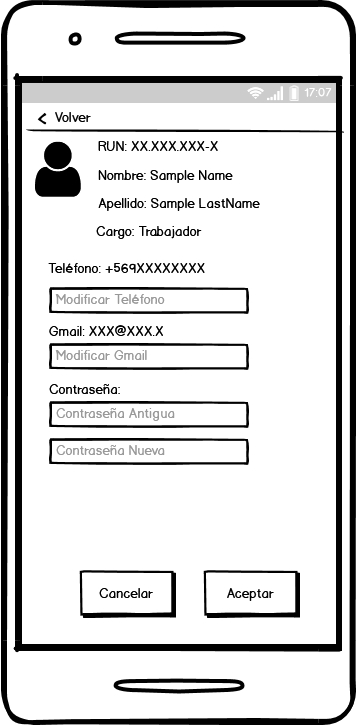 17:07
Volver
RUN: XX.XXX.XXX-X
Nombre: Sample Name
Apellido: Sample LastName
Cargo: Trabajador
Teléfono: +569XXXXXXXX
Modificar Teléfono
Gmail: XXX@XXX.X
Modificar Gmail
Contraseña:
Contraseña Antigua
Contraseña Nueva
Cancelar Aceptar